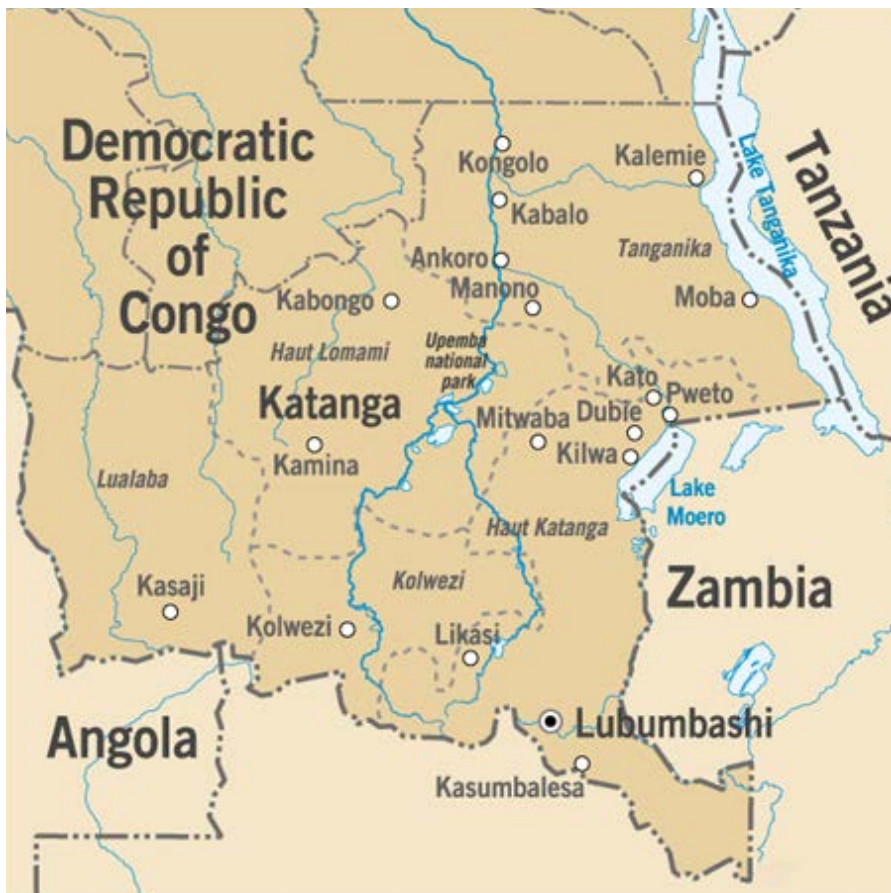 Democratic
Republic
of
Congo
Kongolo
Kalemie
Lake Tanganika
Tanzania
Kabalo
Tanganika
Ankoro
Manono
Kabongo
Moba
Haut Lomami
Upemba
national
park
Katanga
Kato
Pweto
Mitwaba
Dubie
Kilwa
Kamina
Lualaba
Lake
Moero
Haut Katanga
Kasaji
Kolwezi
Zambia
Kolwezi
Likasi
Angola
Lubumbashi
Kasumbalesa